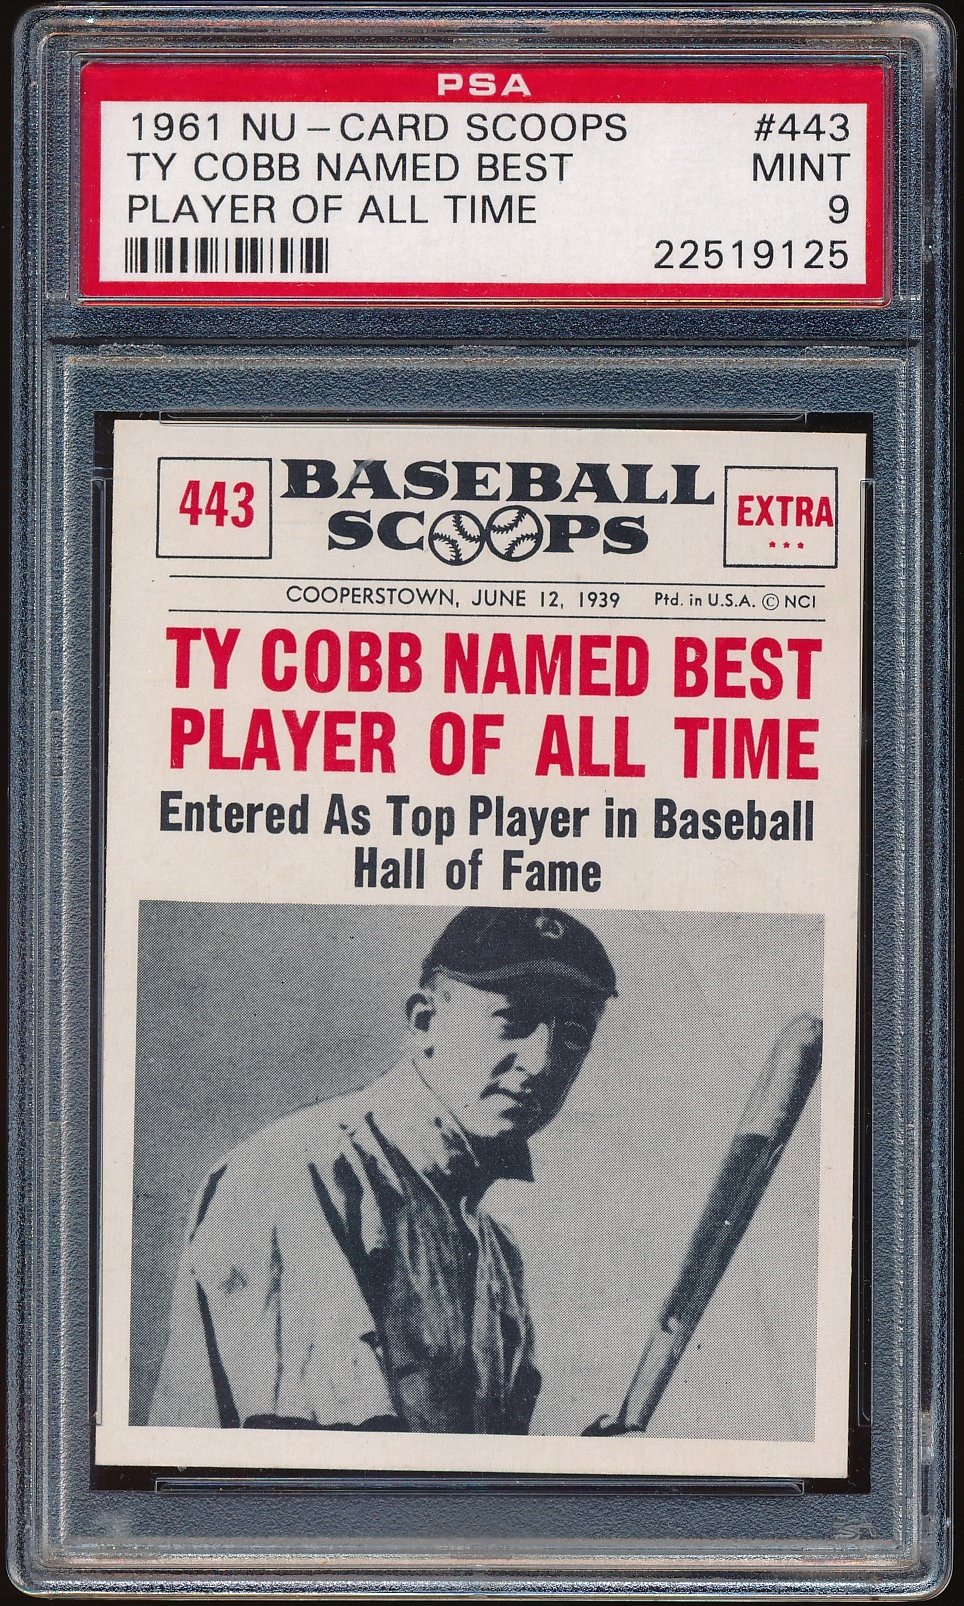 PSA
1961 NU-CARD SCOOPS #443
TY COBB NAMED BEST MINT
PLAYER OF ALL TIME 9
22519125
443 BASEBALL SCOOPS EXTRA
COOPERSTOWN, JUNE 12, 1939 Ptd. in U.S.A. © NCI
TY COBB NAMED BEST
PLAYER OF ALL TIME
Entered As Top Player in Baseball
Hall of Fame
PSA